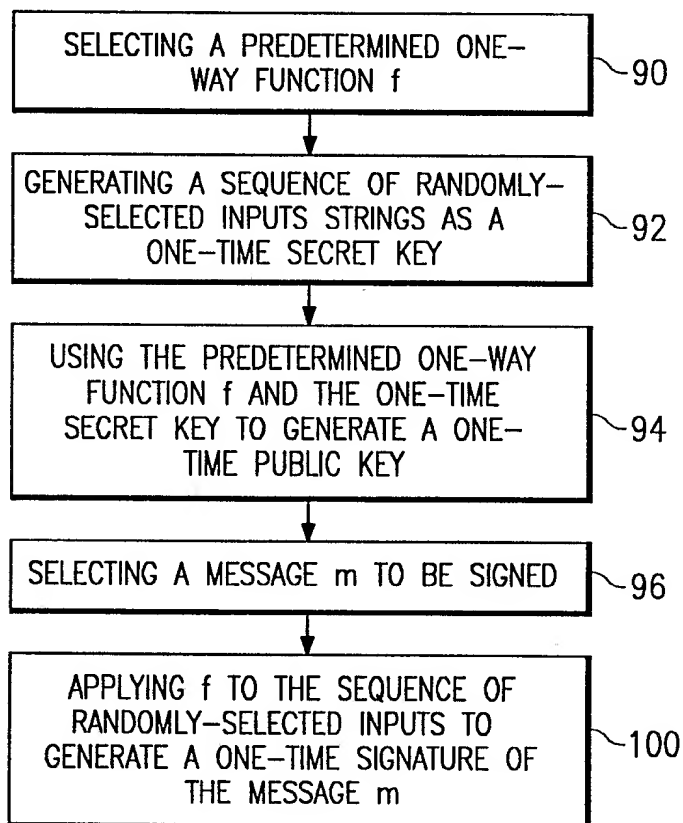 SELECTING A PREDETERMINED ONE-
WAY FUNCTION f
90
GENERATING A SEQUENCE OF RANDOMLY-
SELECTED INPUTS STRINGS AS A
ONE-TIME SECRET KEY
92
USING THE PREDETERMINED ONE-WAY
FUNCTION f AND THE ONE-TIME
SECRET KEY TO GENERATE A ONE-
TIME PUBLIC KEY
94
SELECTING A MESSAGE m TO BE SIGNED
96
APPLYING f TO THE SEQUENCE OF
RANDOMLY-SELECTED INPUTS TO
GENERATE A ONE-TIME SIGNATURE OF
THE MESSAGE m
100